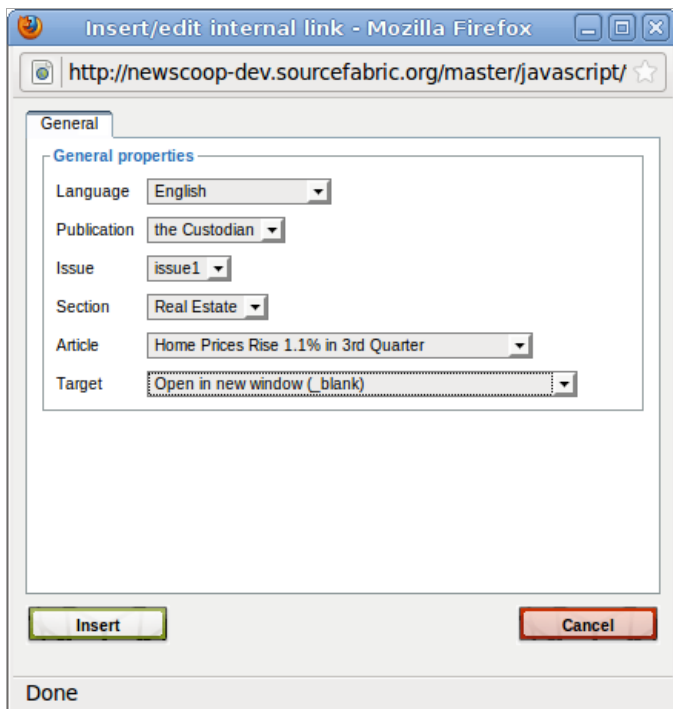 Insert/edit internal link - Mozilla Firefox
http://newscoop-dev.sourcefabric.org/master/javascript/
General
General properties
Language English
Publication the Custodian
Issue issue1
Section Real Estate
Article Home Prices Rise 1.1% in 3rd Quarter
Target Open in new window (_blank)
Insert Cancel
Done